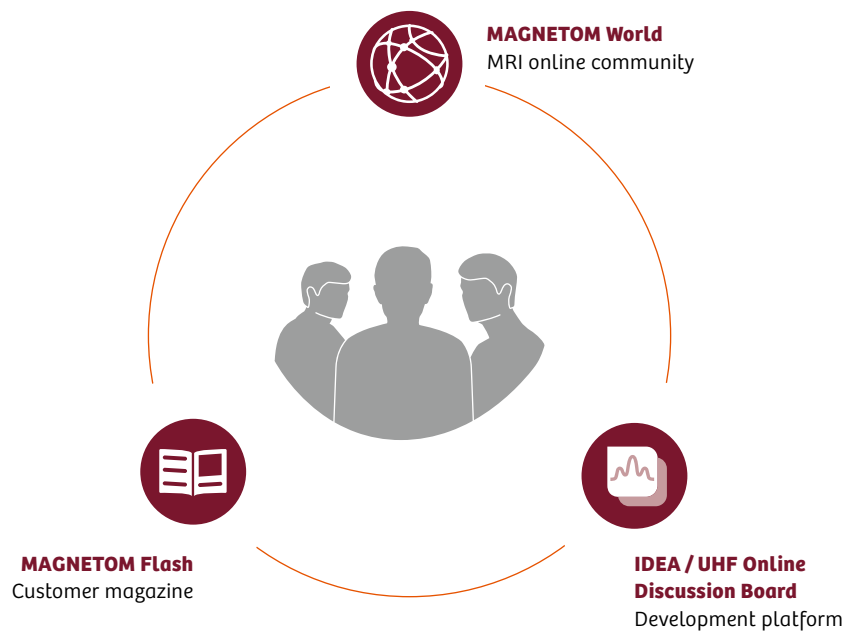 MAGNETOM World
MRI online community
MAGNETOM Flash
Customer magazine
IDEA / UHF Online
Discussion Board
Development platform